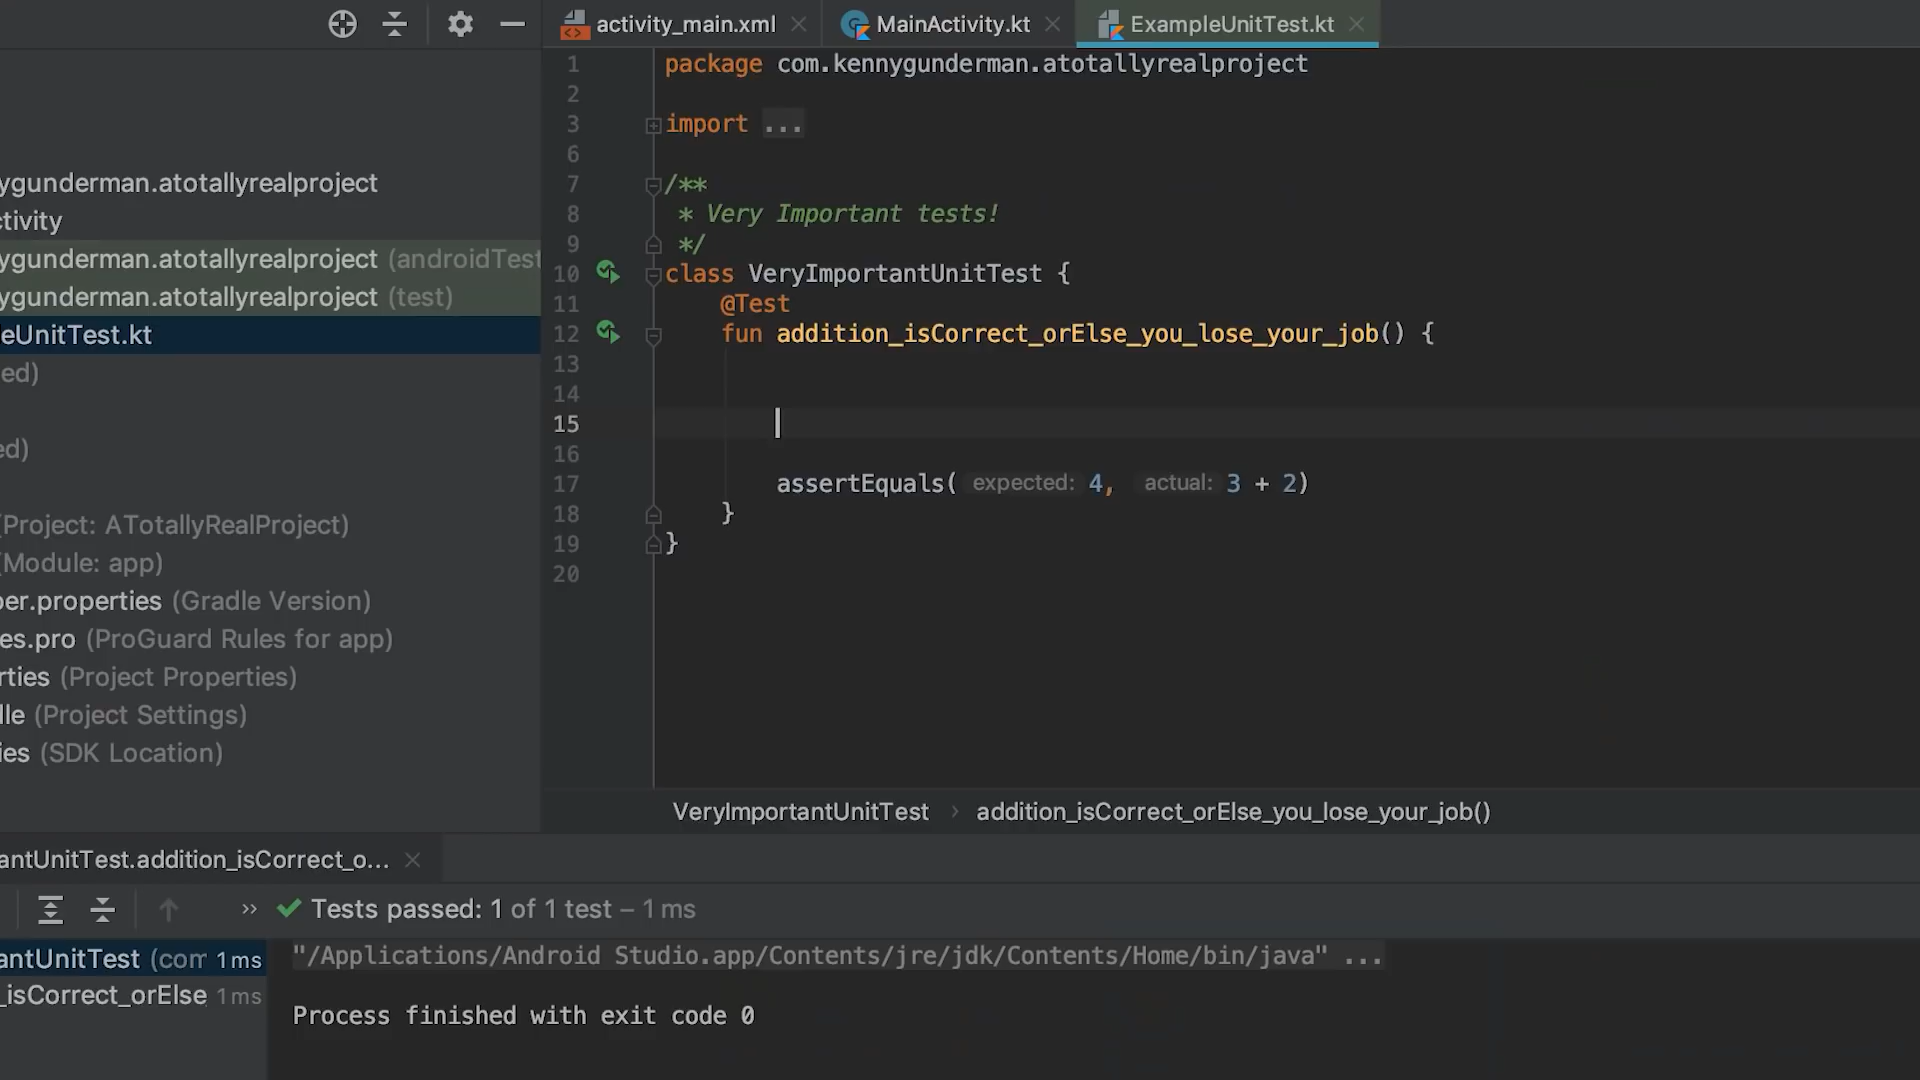 activity_main.xml MainActivity.kt ExampleUnitTest.kt
1 package com.kennygunderman.atotallyrealproject
2
3 import ...
6
7 /**
8 * Very Important tests!
9 */
10 class VeryImportantUnitTest {
11 @Test
12 fun addition_isCorrect_orElse_you_lose_your_job() {
13
14
15
16
17 assertEquals( expected: 4, actual: 3 + 2)
18 }
19 }
20
ygunderman.atotallyrealproject
ctivity
ygunderman.atotallyrealproject (androidTest
ygunderman.atotallyrealproject (test)
eUnitTest.kt
ed)
ed)
(Project: ATotallyRealProject)
(Module: app)
per.properties (Gradle Version)
es.pro (ProGuard Rules for app)
rties (Project Properties)
dle (Project Settings)
ies (SDK Location)
VeryImportantUnitTest › addition_isCorrect_orElse_you_lose_your_job()
antUnitTest.addition_isCorrect_o...
» Tests passed: 1 of 1 test – 1 ms
antUnitTest (com 1 ms
_isCorrect_orElse 1 ms
"/Applications/Android Studio.app/Contents/jre/jdk/Contents/Home/bin/java" ...
Process finished with exit code 0